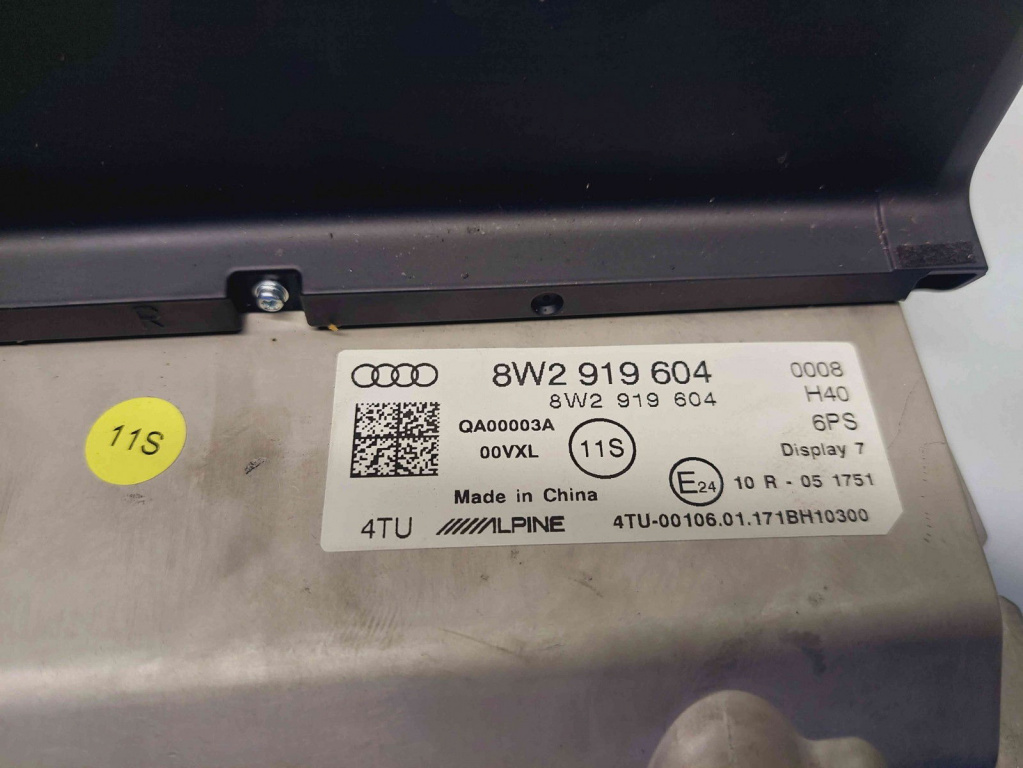 R
11S
8W2 919 604
8W2 919 604
0008
H40
6PS
QA00003A
00VXL
11S
Display 7
E24
10 R - 05 1751
Made in China
4TU
ALPINE
4TU-00106.01.171BH10300